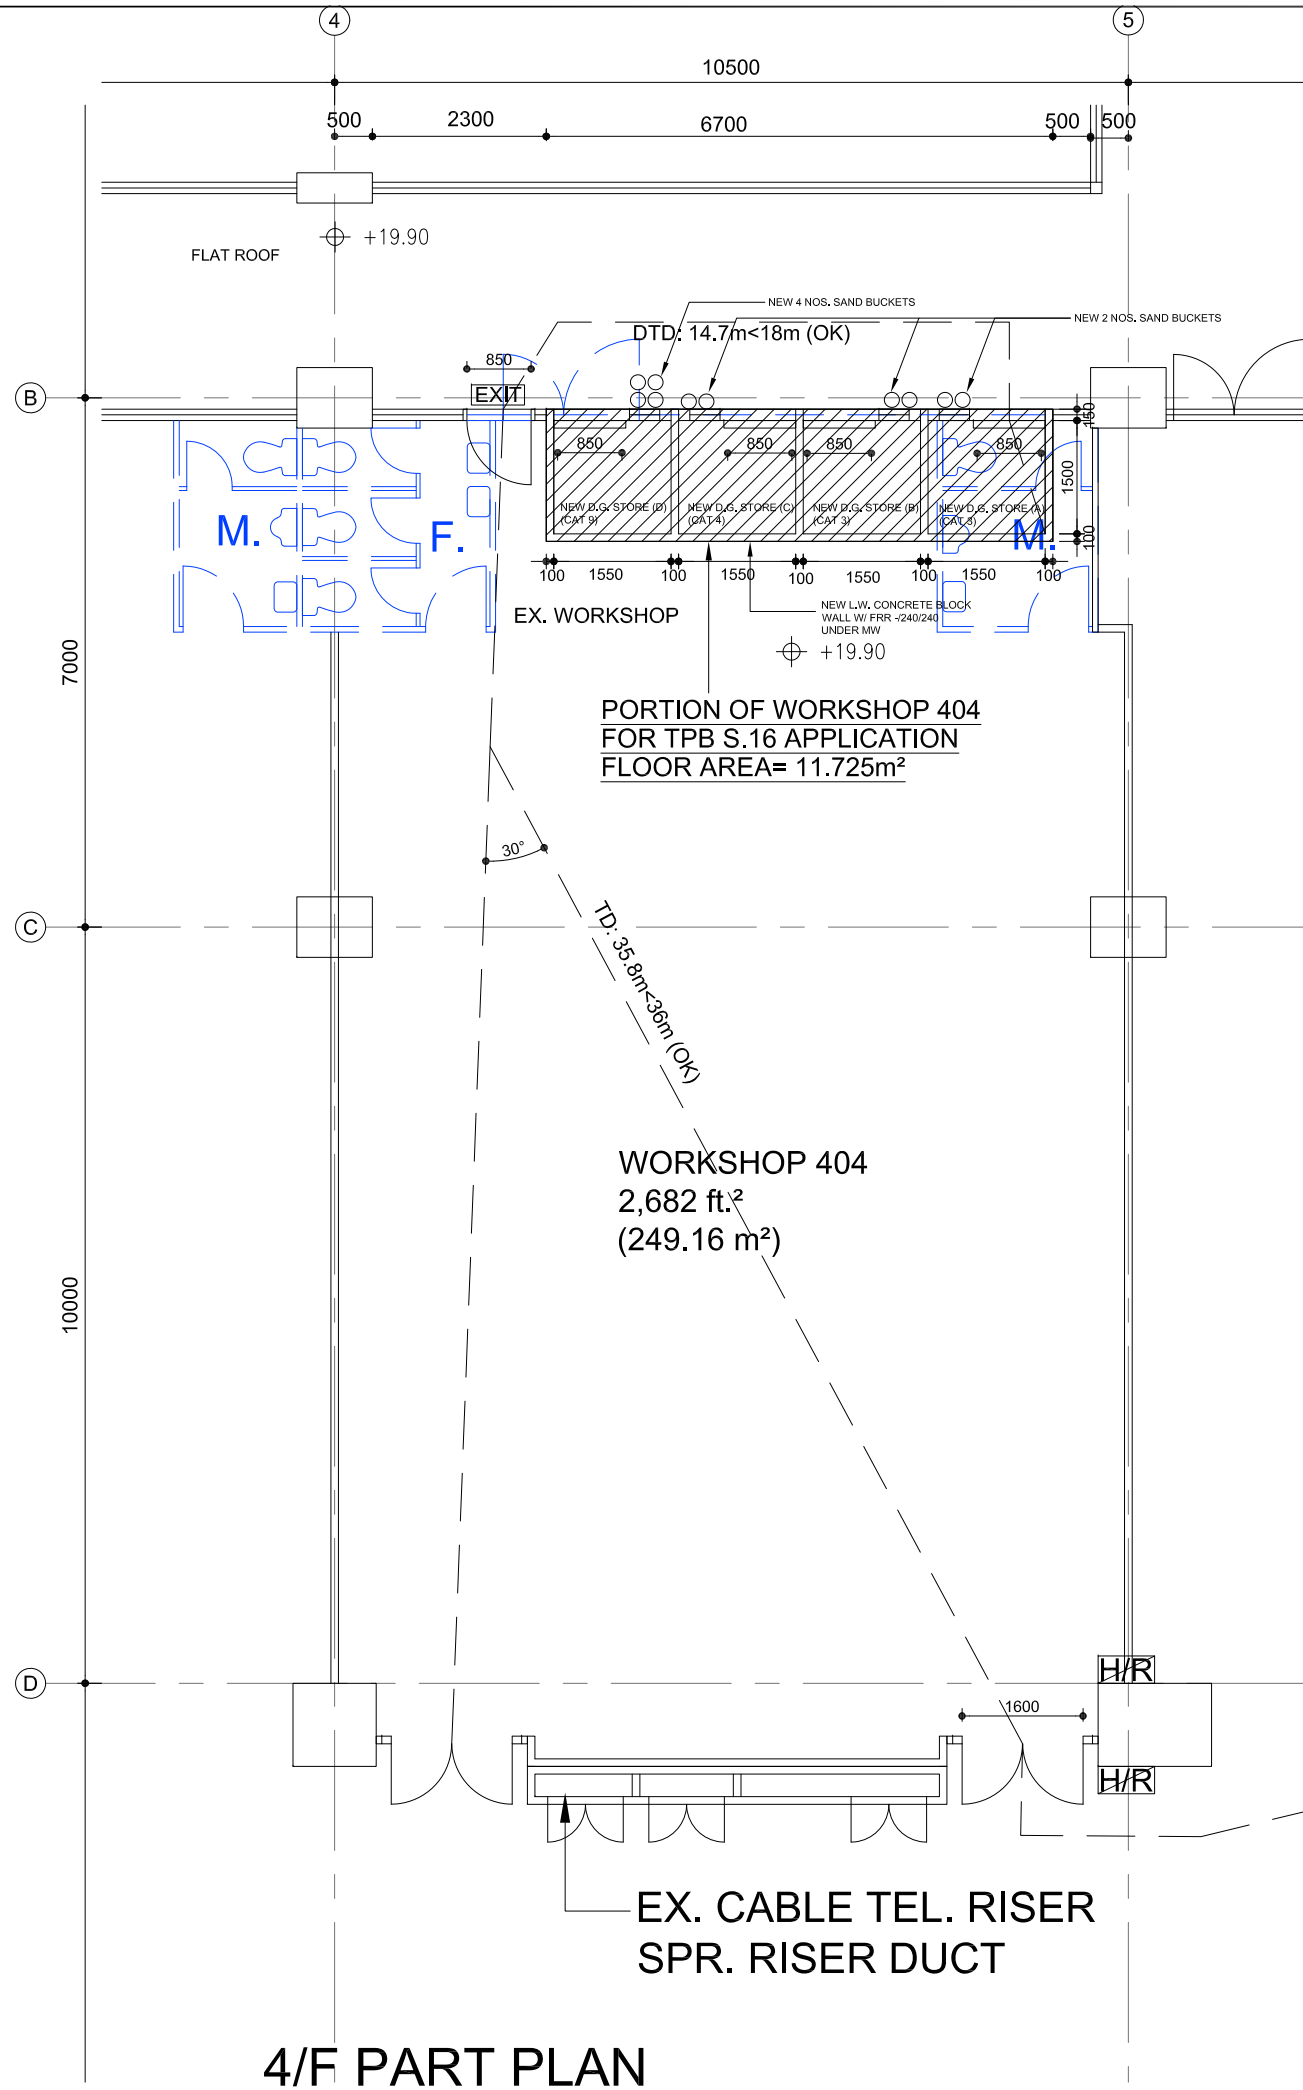 4
5
10500
500
2300
6700
500
500
+19.90
FLAT ROOF
NEW 4 NOS. SAND BUCKETS
NEW 2 NOS. SAND BUCKETS
DTD: 14.7m<18m (OK)
850
EXIT
B
150
850
850
850
850
1500
NEW D.G. STORE (D)
(CAT 9)
NEW D.G. STORE (C)
(CAT 4)
NEW D.G. STORE (B)
(CAT 3)
NEW D.G. STORE (A)
(CAT 3)
M.
F.
M.
100
100
1550
100
1550
100
1550
100
1550
100
EX. WORKSHOP
NEW L.W. CONCRETE BLOCK
WALL W/ FRR -/240/240
UNDER MW
+19.90
7000
PORTION OF WORKSHOP 404
FOR TPB S.16 APPLICATION
FLOOR AREA= 11.725m²
30°
C
TD: 35.8m<36m (OK)
WORKSHOP 404
2,682 ft.²
(249.16 m²)
10000
D
H/R
1600
H/R
EX. CABLE TEL. RISER
SPR. RISER DUCT
4/F PART PLAN